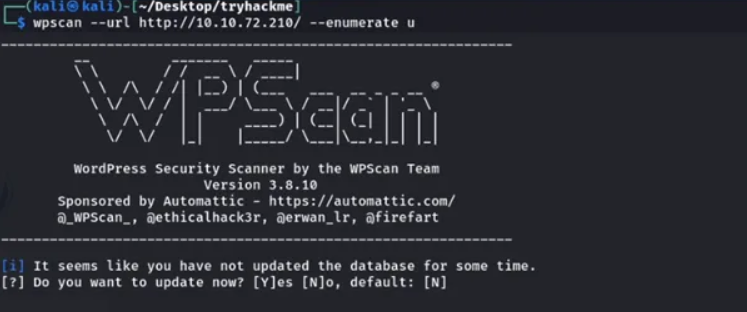 (kali㉿kali)-[~/Desktop/tryhackme]
$ wpscan --url http://10.10.72.210/ --enumerate u
WPScan®
WordPress Security Scanner by the WPScan Team
Version 3.8.10
Sponsored by Automattic - https://automattic.com/
@_WPScan_, @ethicalhack3r, @erwan_lr, @firefart
[i] It seems like you have not updated the database for some time.
[?] Do you want to update now? [Y]es [N]o, default: [N]